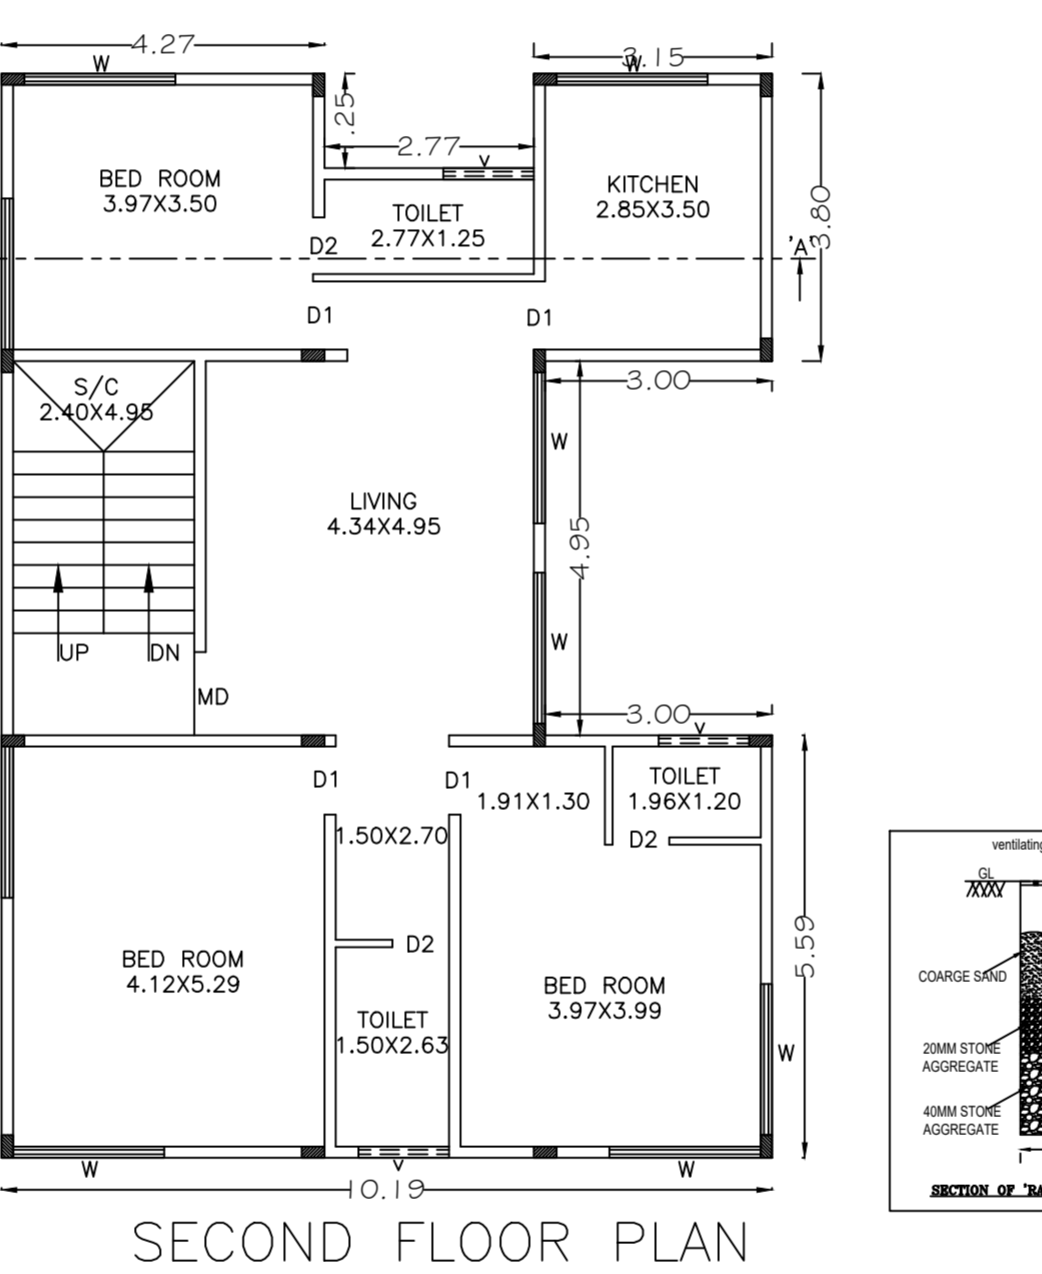 4.27
3.15
W
W
.25
2.77
V
BED ROOM
3.97X3.50
KITCHEN
2.85X3.50
TOILET
2.77X1.25
3.80
D2
'A'
D1
D1
S/C
2.40X4.95
3.00
W
LIVING
4.34X4.95
4.95
UP
DN
W
MD
3.00
V
D1
D1
1.91X1.30
TOILET
1.96X1.20
1.50X2.70
D2
ventilating
GL
D2
5.59
BED ROOM
4.12X5.29
BED ROOM
3.97X3.99
COARGE SAND
TOILET
1.50X2.63
W
20MM STONE
AGGREGATE
40MM STONE
AGGREGATE
W
V
W
10.19
SECTION OF 'RA
SECOND FLOOR PLAN